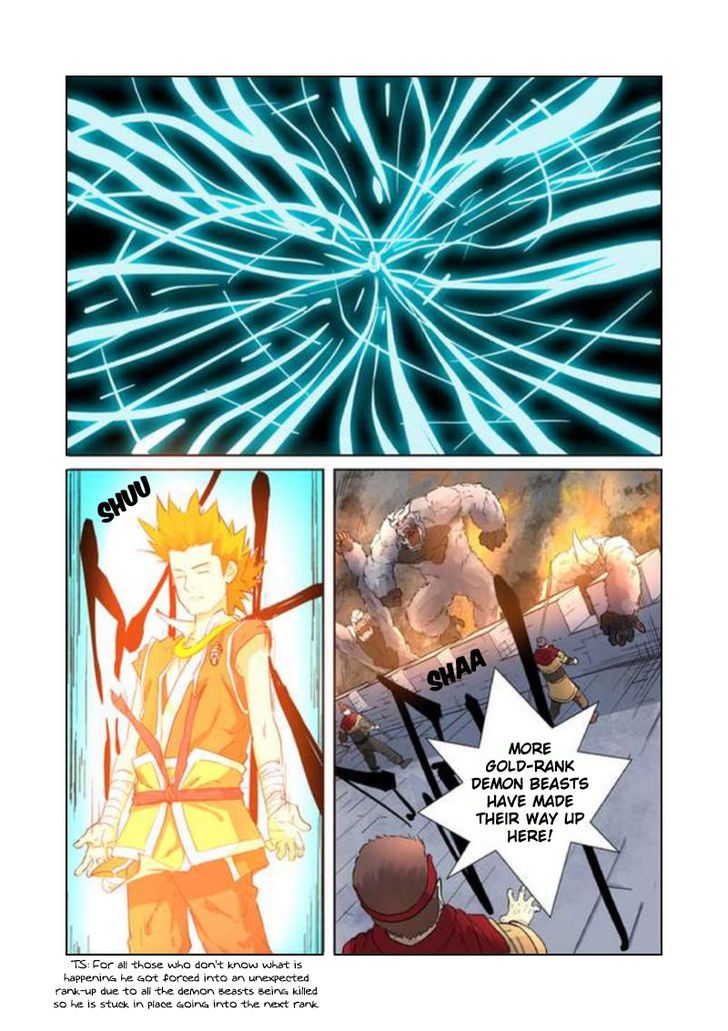 SHUU
SHAA
MORE
GOLD-RANK
DEMON BEASTS
HAVE MADE
THEIR WAY UP
HERE!
TS: For all those who don't know what is
happening he got forced into an unexpected
rank-up due to all the demon beasts being killed
so he is stuck in place going into the next rank